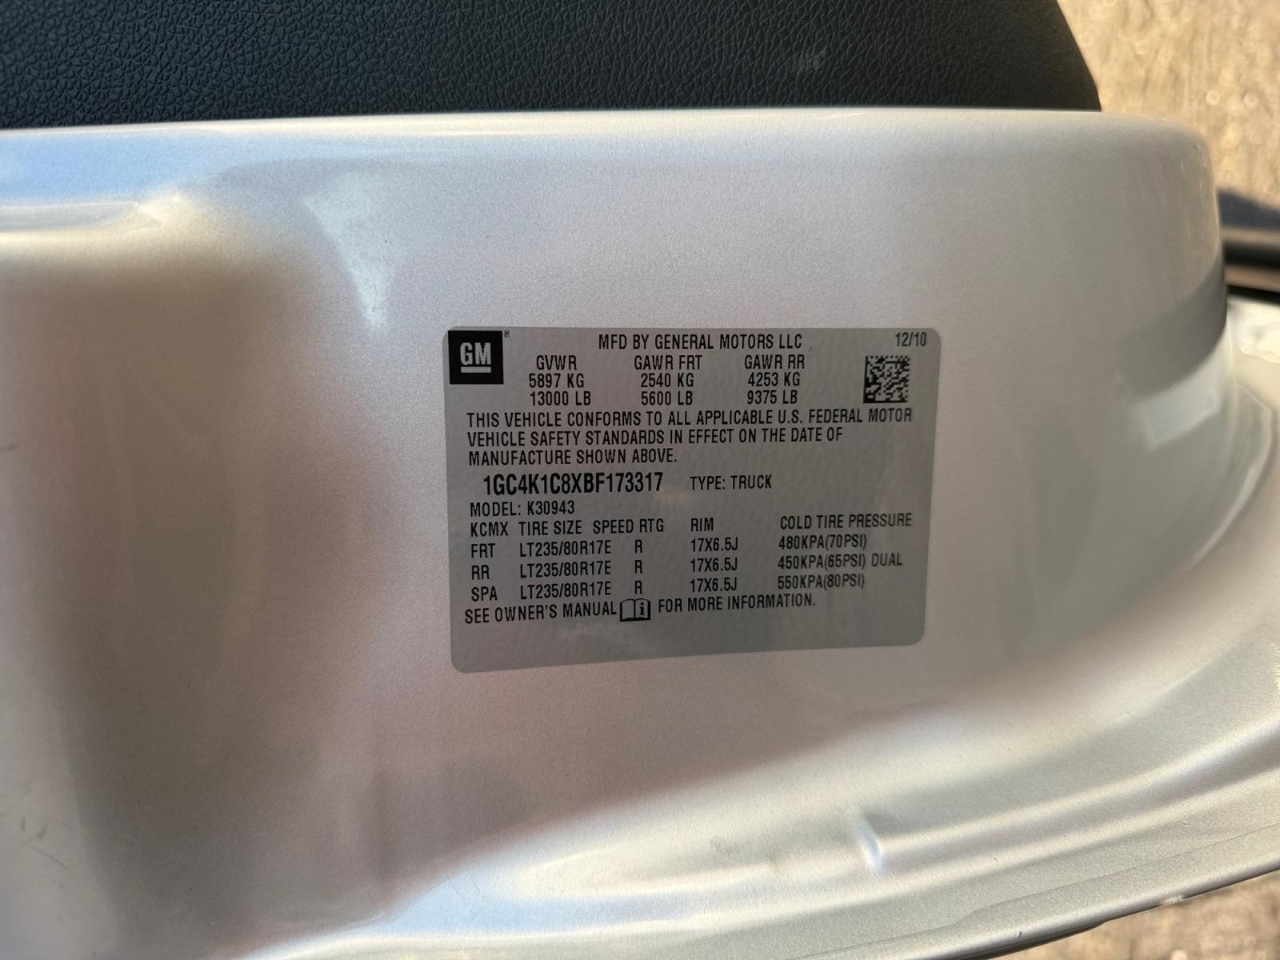 GM® MFD BY GENERAL MOTORS LLC 12/10
GVWR GAWR FRT GAWR RR
5897 KG 2540 KG 4253 KG
13000 LB 5600 LB 9375 LB
THIS VEHICLE CONFORMS TO ALL APPLICABLE U.S. FEDERAL MOTOR
VEHICLE SAFETY STANDARDS IN EFFECT ON THE DATE OF
MANUFACTURE SHOWN ABOVE.
1GC4K1C8XBF173317 TYPE: TRUCK
MODEL: K30943
KCMX TIRE SIZE SPEED RTG RIM COLD TIRE PRESSURE
FRT LT235/80R17E R 17X6.5J 480KPA(70PSI)
RR LT235/80R17E R 17X6.5J 450KPA(65PSI) DUAL
SPA LT235/80R17E R 17X6.5J 550KPA(80PSI)
SEE OWNER'S MANUAL i FOR MORE INFORMATION.